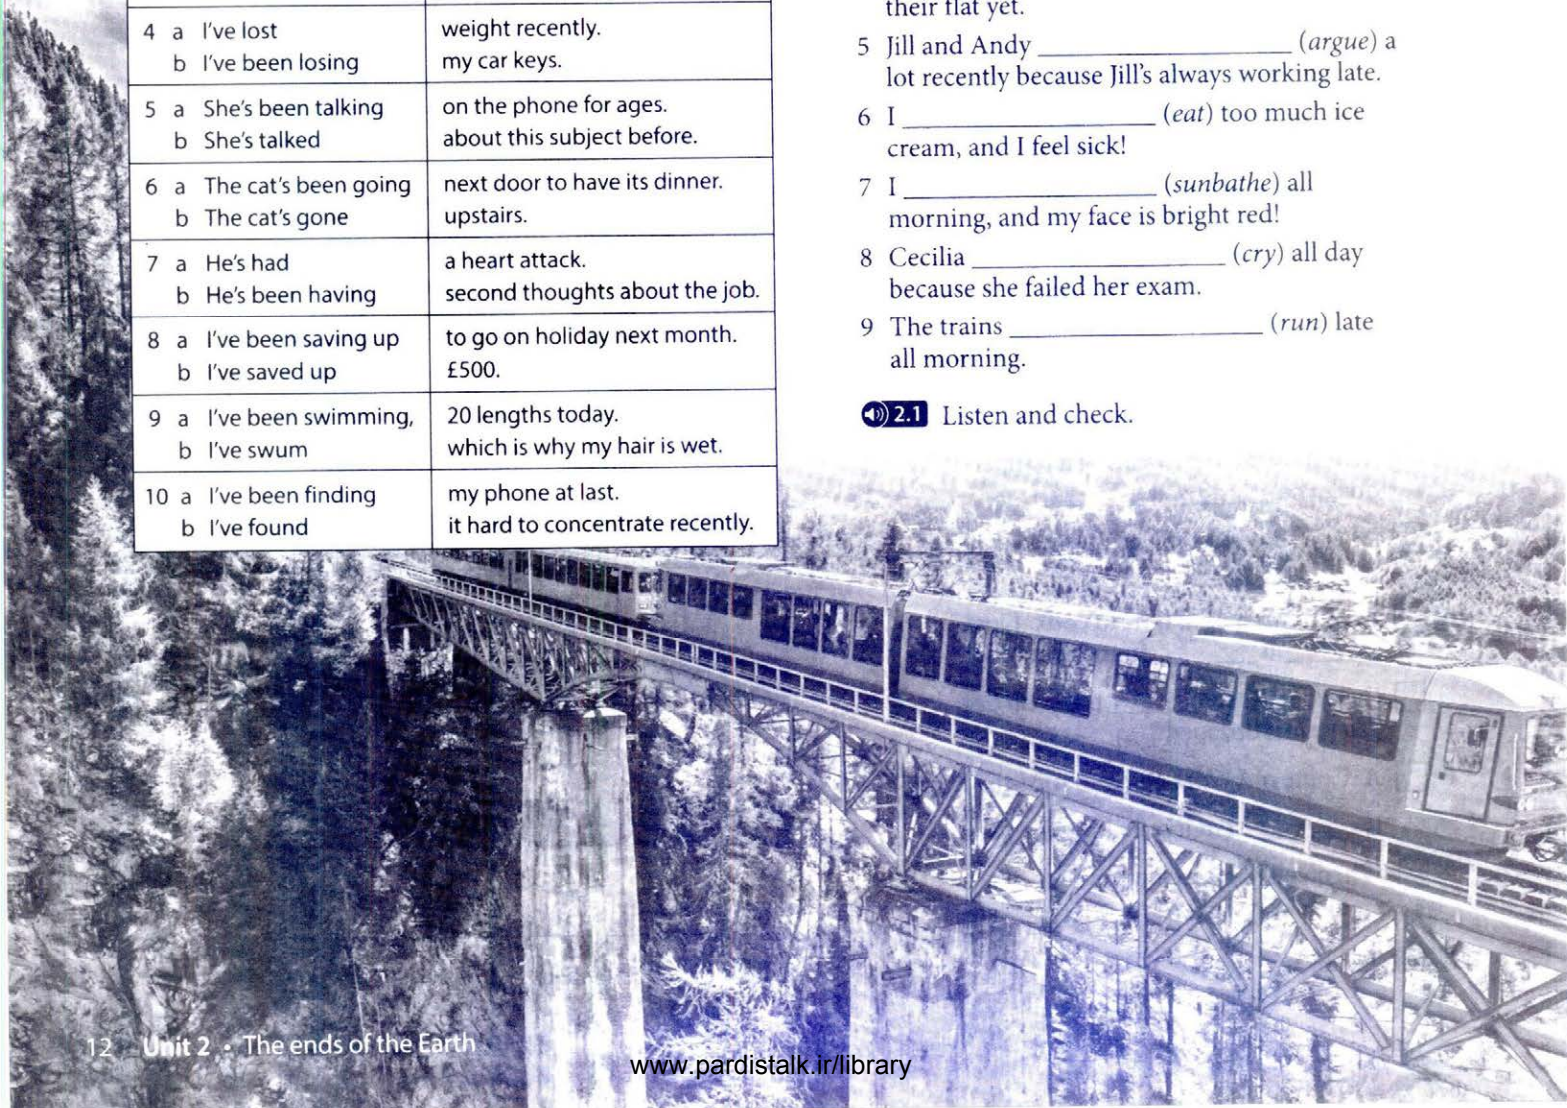 4 a I've lost
b I've been losing
weight recently.
my car keys.
5 a She's been talking
b She's talked
on the phone for ages.
about this subject before.
6 a The cat's been going
b The cat's gone
next door to have its dinner.
upstairs.
7 a He's had
b He's been having
a heart attack.
second thoughts about the job.
8 a I've been saving up
b I've saved up
to go on holiday next month.
£500.
9 a I've been swimming,
b I've swum
20 lengths today.
which is why my hair is wet.
10 a I've been finding
b I've found
my phone at last.
it hard to concentrate recently.
their flat yet.
5 Jill and Andy ____ (argue) a
lot recently because Jill's always working late.
6 I ____ (eat) too much ice
cream, and I feel sick!
7 I ____ (sunbathe) all
morning, and my face is bright red!
8 Cecilia ____ (cry) all day
because she failed her exam.
9 The trains ____ (run) late
all morning.
2.1 Listen and check.
12 Unit 2 • The ends of the Earth
www.pardistalk.ir/library